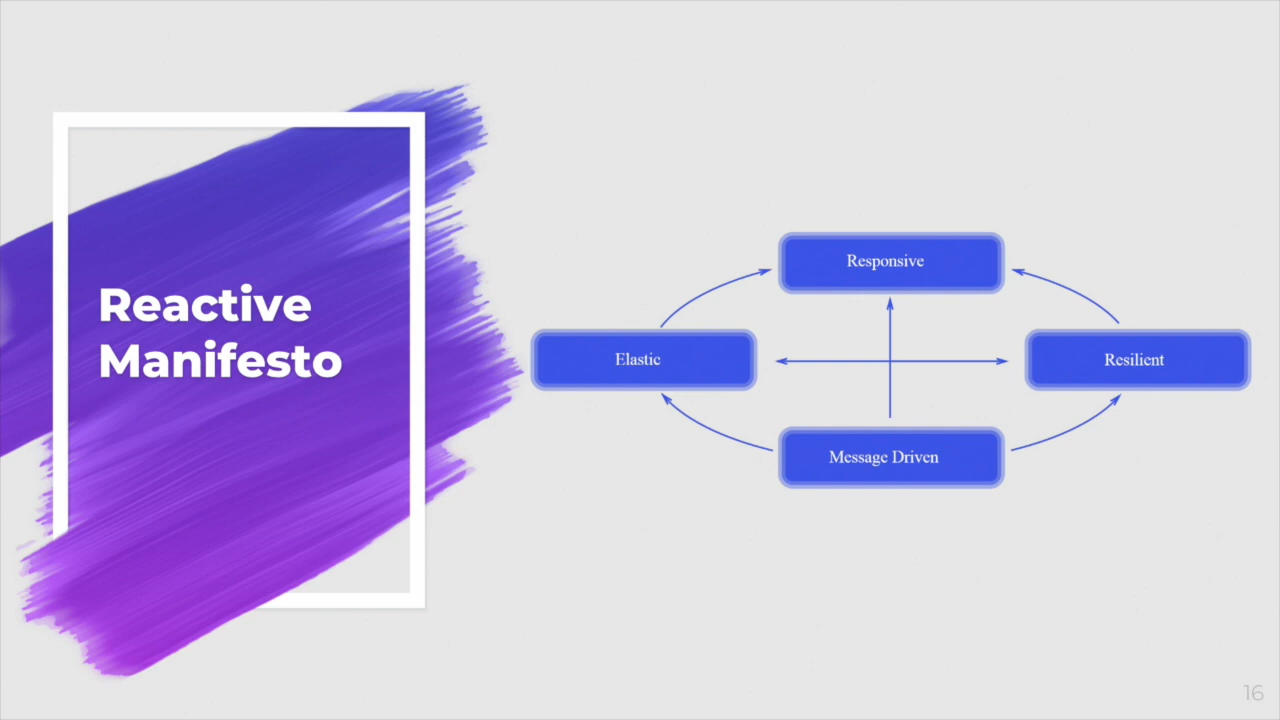 Reactive
Manifesto
Responsive
Elastic
Resilient
Message Driven
16